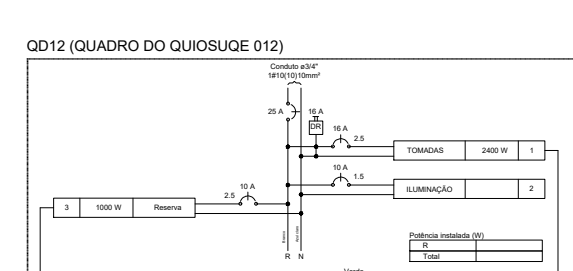 QD12 (QUADRO DO QUIOSUQE 012)
Conduto ø3/4"
1#10(10)10mm²
25 A
16 A
DR
16 A
2.5
TOMADAS 2400 W 1
10 A
1.5
ILUMINAÇÃO 2
10 A
2.5
3 1000 W Reserva
R N
Potência instalada (W)
R
Total